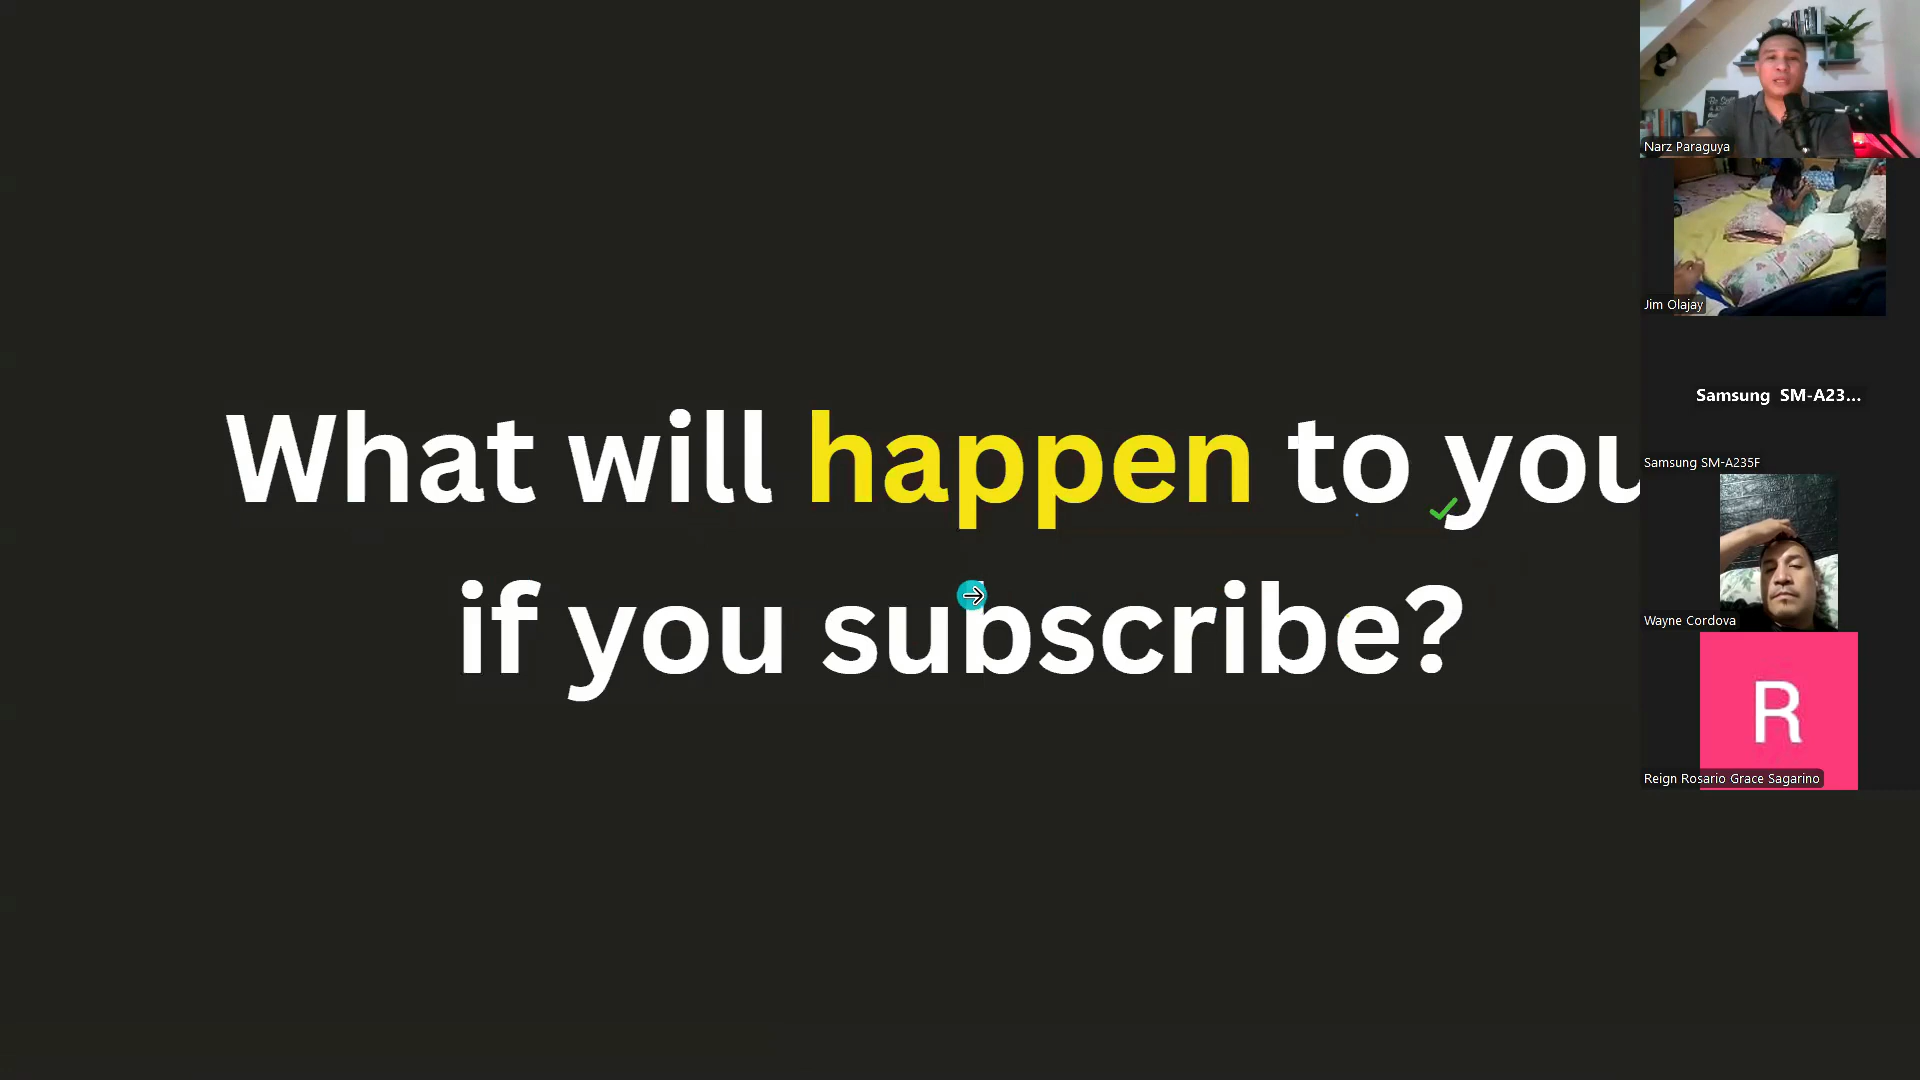 What will happen to you
if you subscribe?
Narz Paraguya
Jim Olajay
Samsung SM-A23...
Samsung SM-A235F
Wayne Cordova
R
Reign Rosario Grace Sagarino